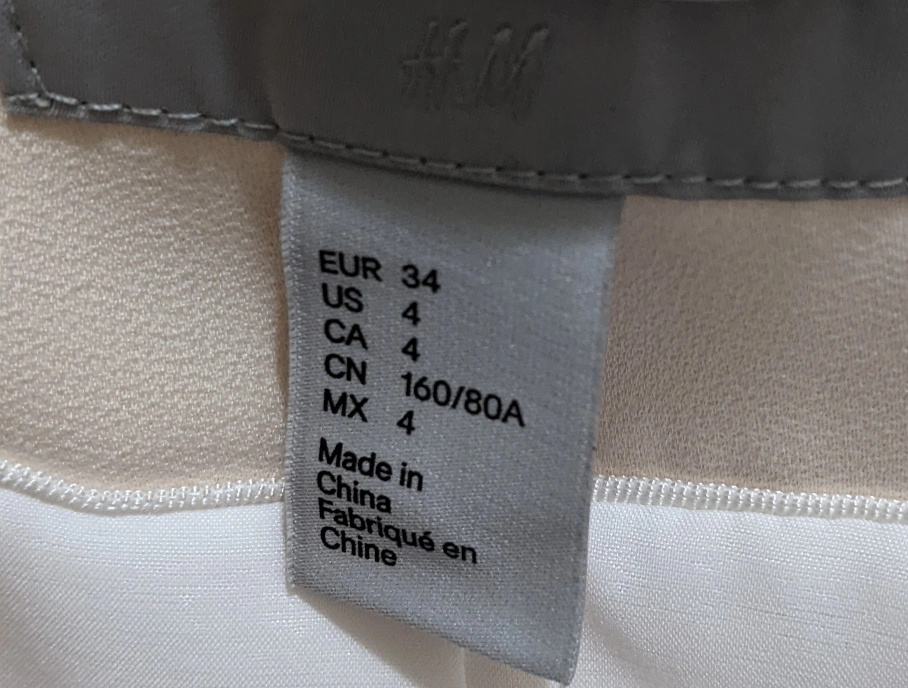 H&M
EUR 34
US 4
CA 4
CN 160/80A
MX 4
Made in
China
Fabriqué en
Chine